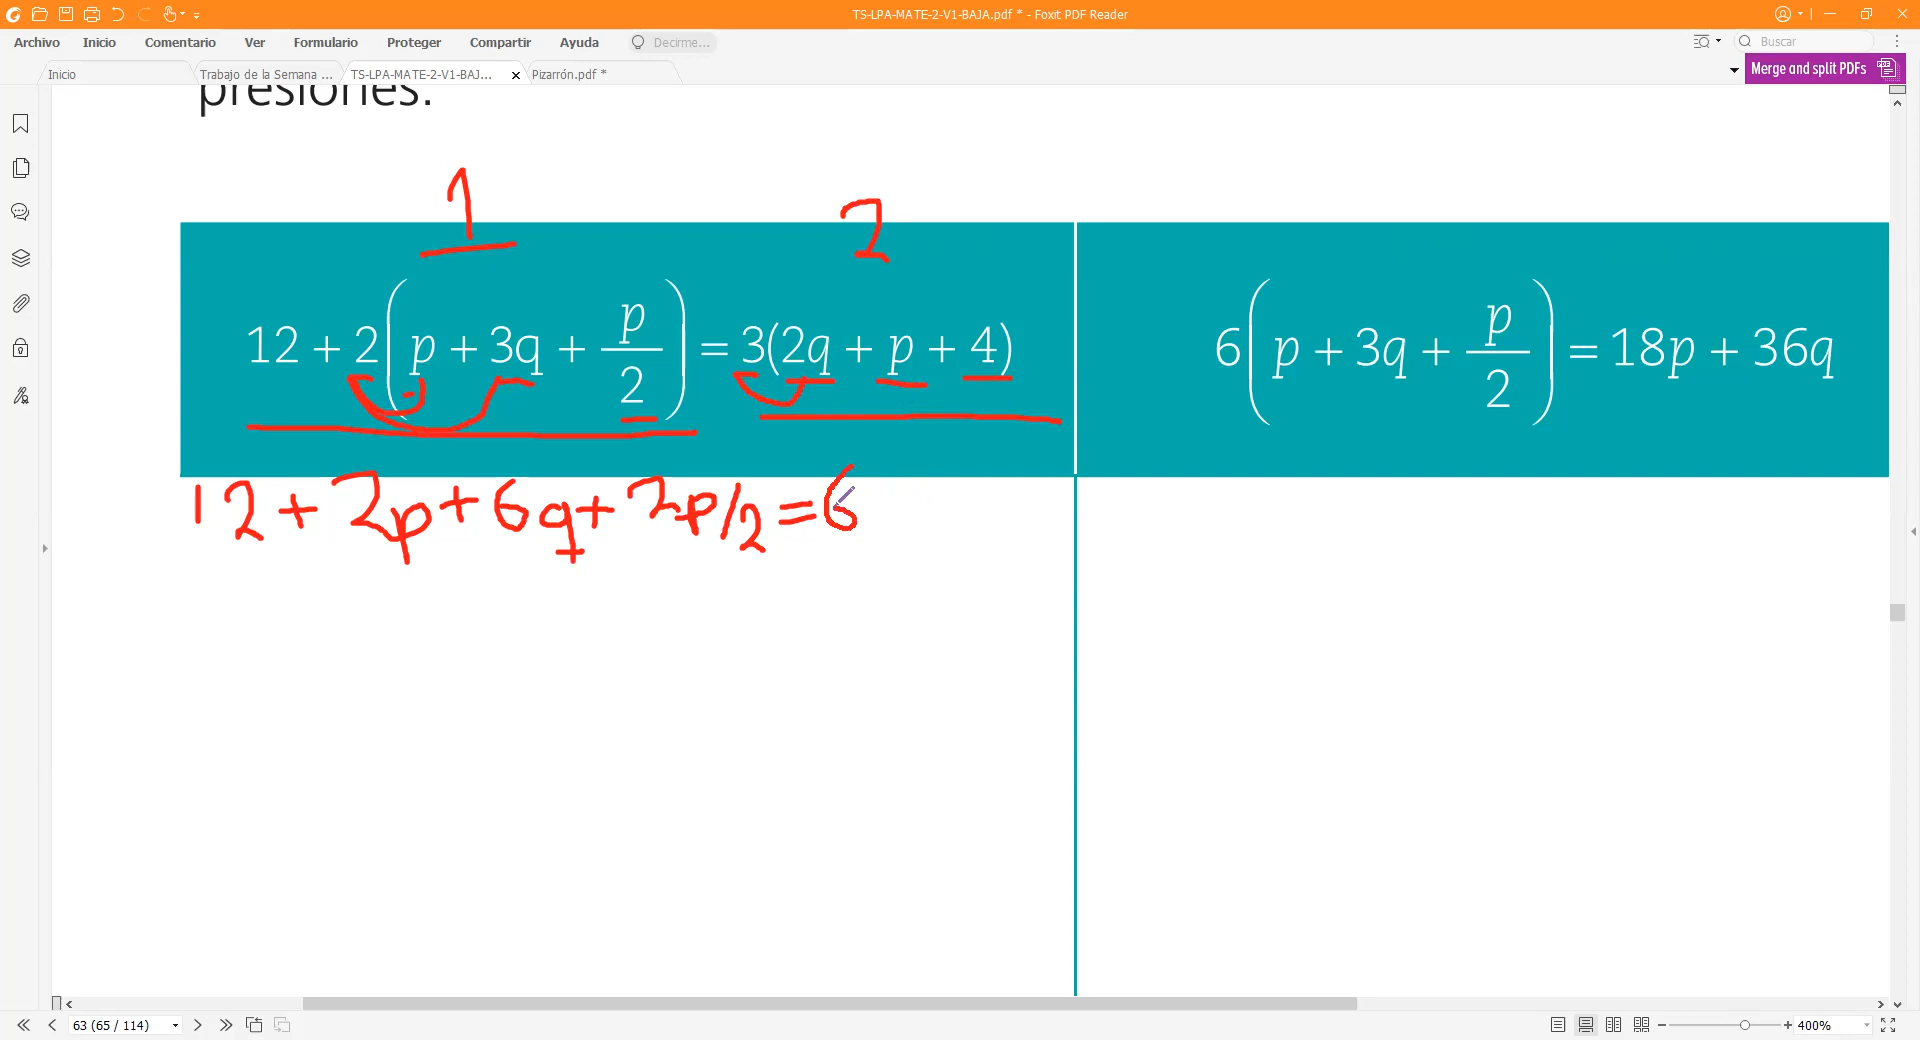 TS-LPA-MATE-2-V1-BAJA.pdf * - Foxit PDF Reader
Archivo Inicio Comentario Ver Formulario Proteger Compartir Ayuda Decirme...
Buscar
Inicio Trabajo de la Semana ... TS-LPA-MATE-2-V1-BAJ... Pizarrón.pdf *
Merge and split PDFs
presiones.
1 2
12 + 2(p + 3q + p/2) = 3(2q + p + 4)
6(p + 3q + p/2) = 18p + 36q
12 + 2p + 6q + 2p/2 = 6
63 (65 / 114)
400%